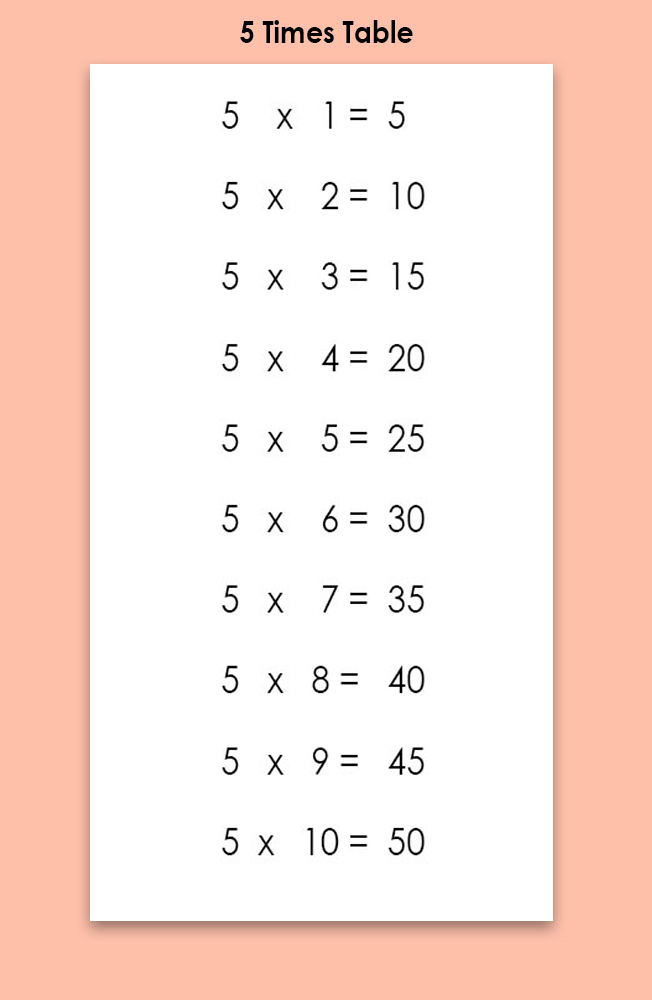 5 Times Table
5 x 1 = 5
5 x 2 = 10
5 x 3 = 15
5 x 4 = 20
5 x 5 = 25
5 x 6 = 30
5 x 7 = 35
5 x 8 = 40
5 x 9 = 45
5 x 10 = 50